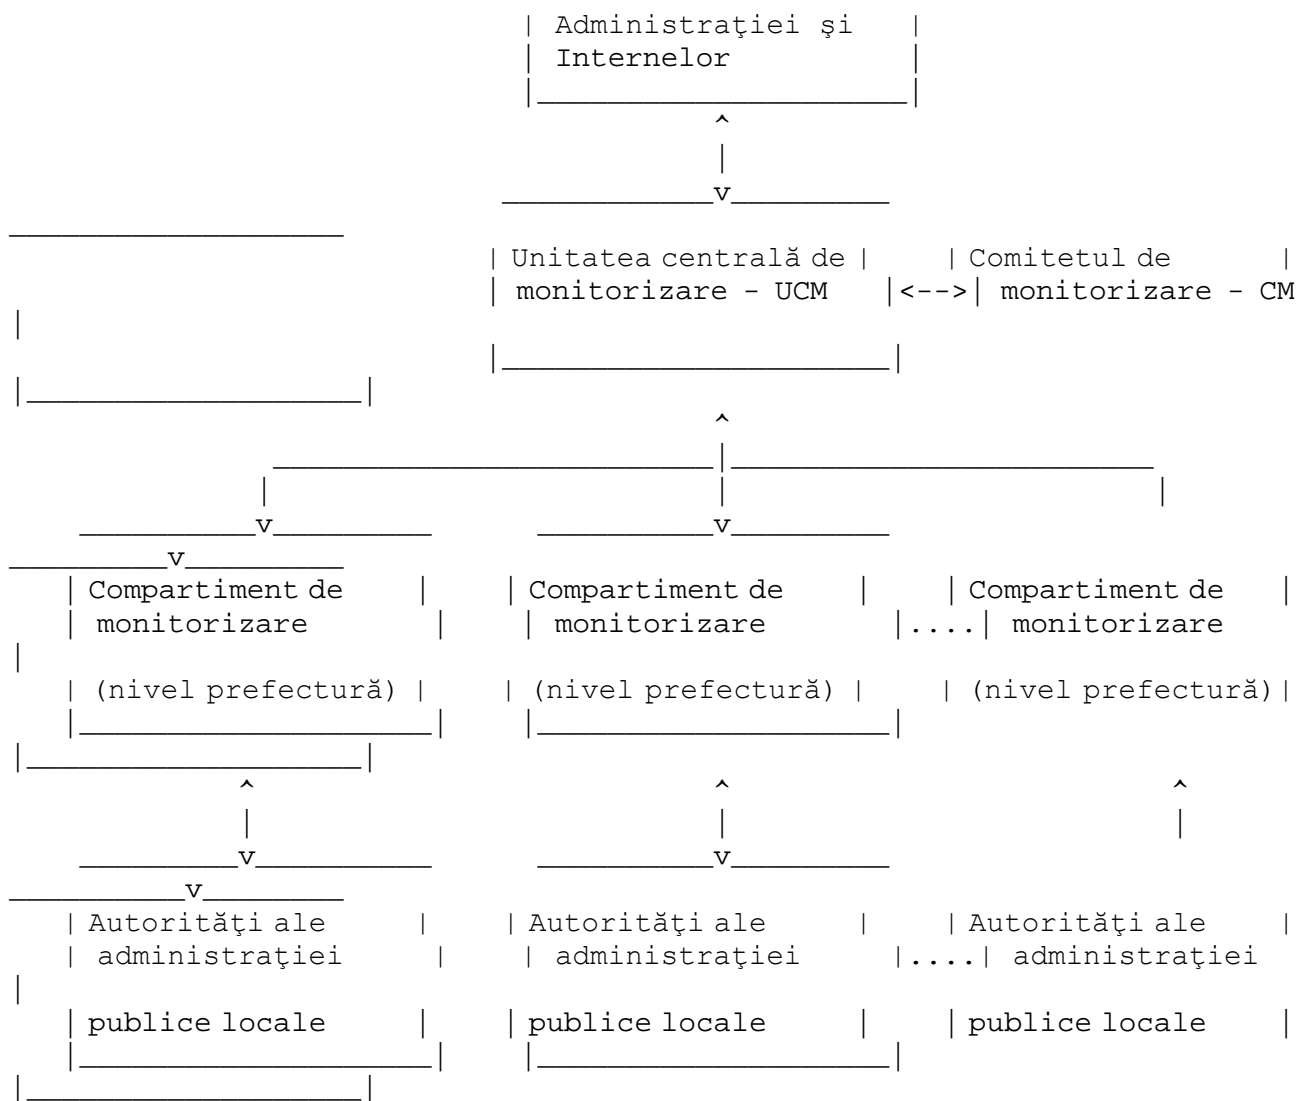 Administraţiei şi
Internelor
Unitatea centrală de Comitetul de
monitorizare - UCM <--> monitorizare - CM
Compartiment de Compartiment de Compartiment de
monitorizare monitorizare .... monitorizare
(nivel prefectură) (nivel prefectură) (nivel prefectură)
Autorităţi ale Autorităţi ale Autorităţi ale
administraţiei administraţiei .... administraţiei
publice locale publice locale publice locale